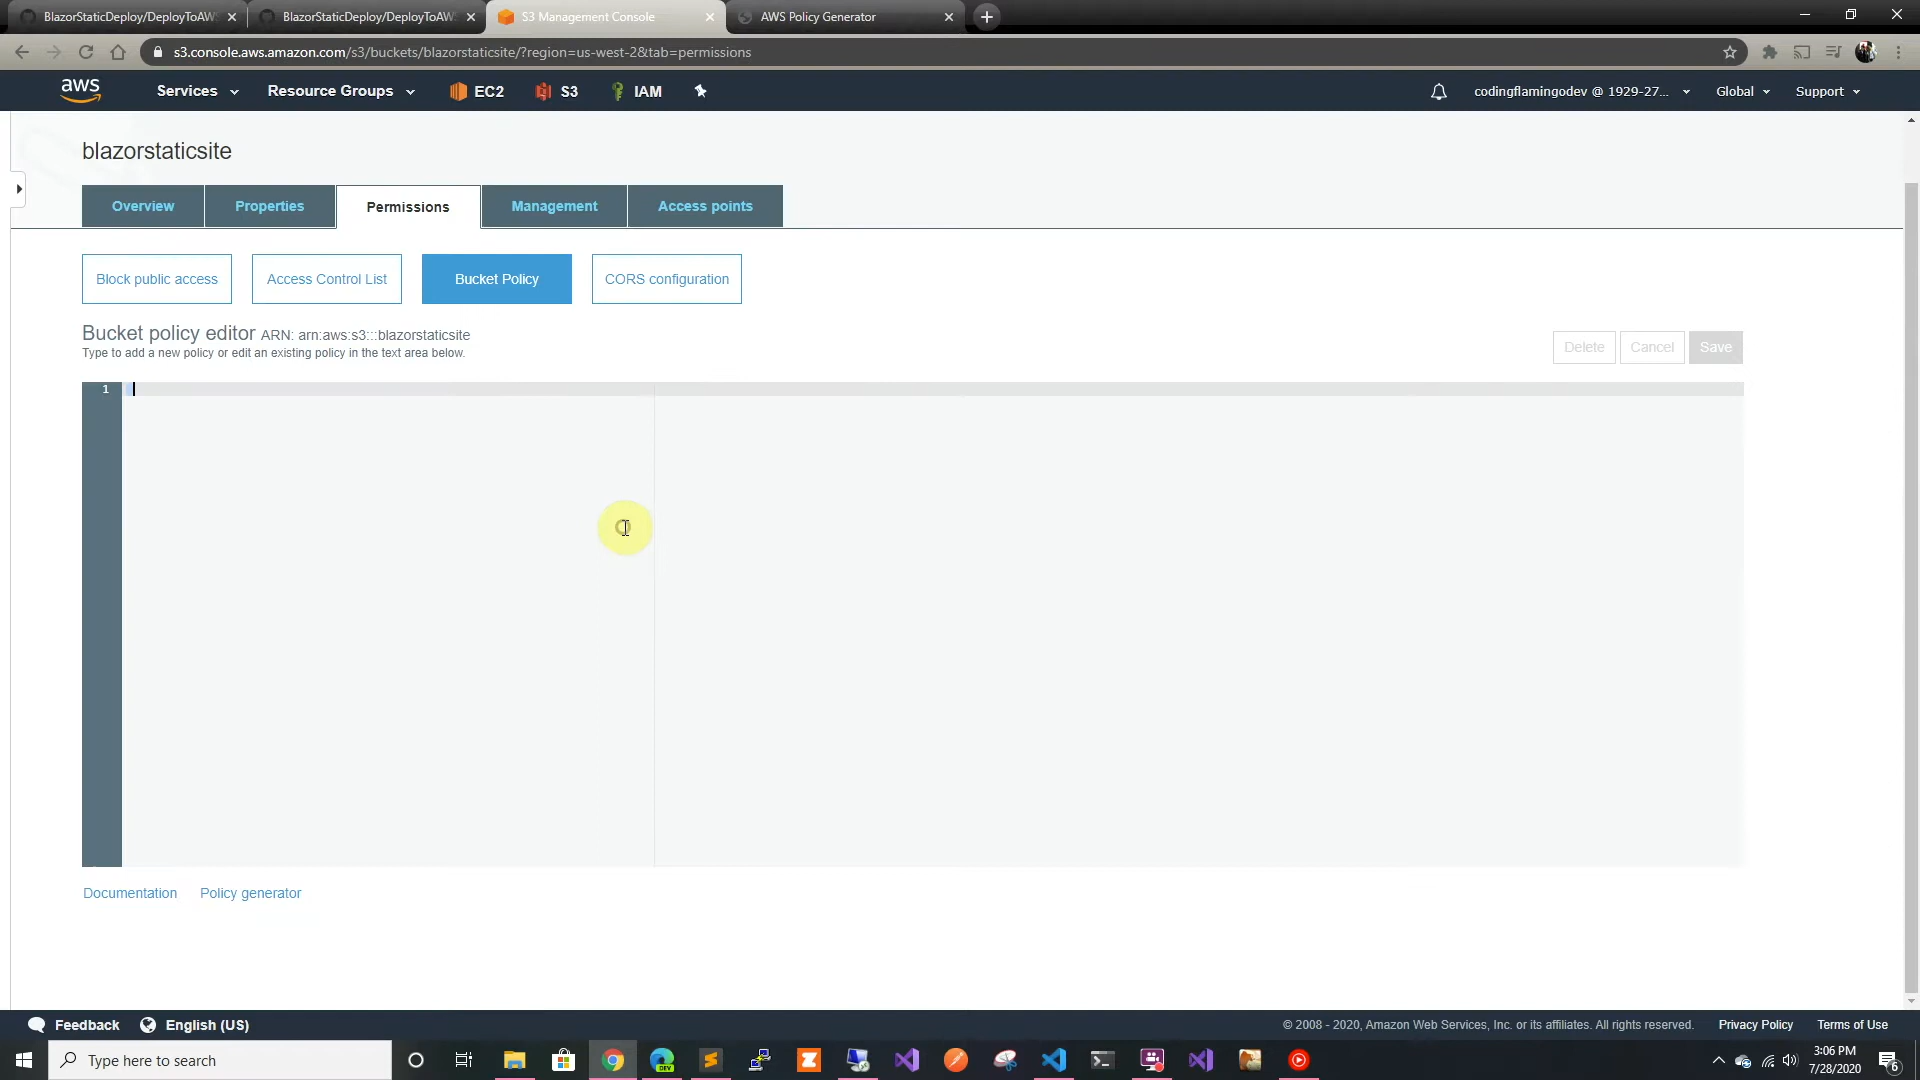 BlazorStaticDeploy/DeployToAWS
BlazorStaticDeploy/DeployToAWS
S3 Management Console
AWS Policy Generator
s3.console.aws.amazon.com/s3/buckets/blazorstaticsite/?region=us-west-2&tab=permissions
aws
Services
Resource Groups
EC2
S3
IAM
codingflamingodev @ 1929-27...
Global
Support
blazorstaticsite
Overview
Properties
Permissions
Management
Access points
Block public access
Access Control List
Bucket Policy
CORS configuration
Bucket policy editor ARN: arn:aws:s3:::blazorstaticsite
Type to add a new policy or edit an existing policy in the text area below.
Delete
Cancel
Save
1
Documentation
Policy generator
Feedback
English (US)
© 2008 - 2020, Amazon Web Services, Inc. or its affiliates. All rights reserved.
Privacy Policy
Terms of Use
Type here to search
DEV
3:06 PM
7/28/2020
6